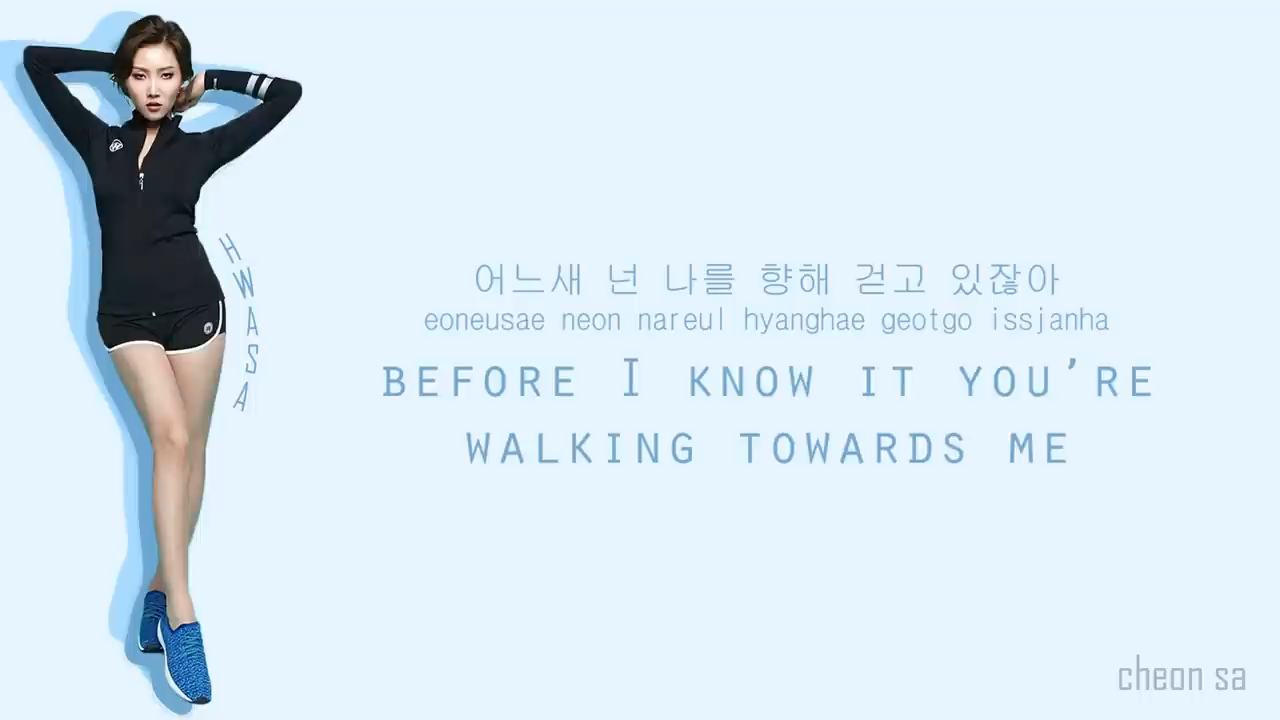 HWASA
어느새 넌 나를 향해 걷고 있잖아
eoneusae neon nareul hyanghae geotgo issjanha
BEFORE I KNOW IT YOU'RE
WALKING TOWARDS ME
cheon sa